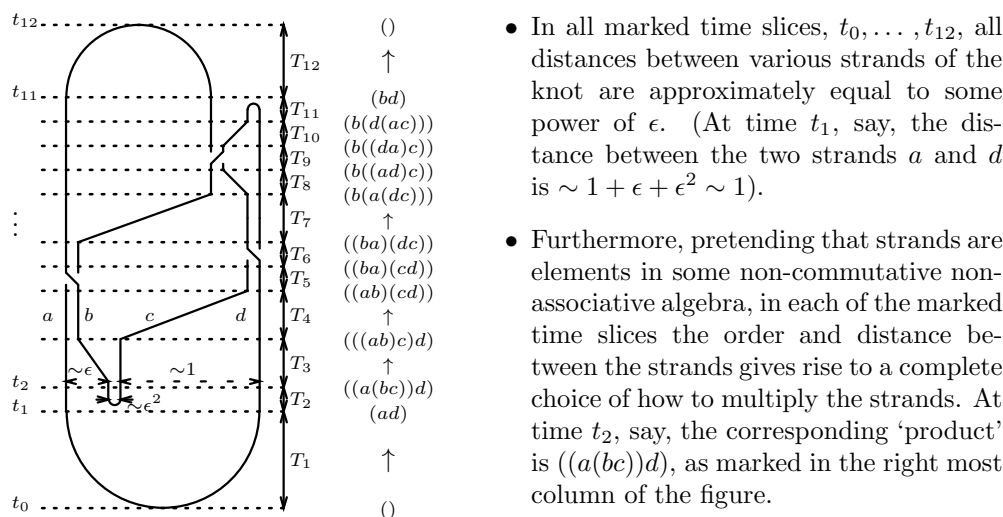 t₁₂
()
T₁₂
↑
t₁₁
(bd)
T₁₁
(b(d(ac)))
T₁₀
(b((da)c))
T₉
(b((ad)c))
T₈
(b(a(dc)))
⋮
T₇
↑
((ba)(dc))
T₆
((ba)(cd))
T₅
((ab)(cd))
a b c d
T₄
↑
(((ab)c)d)
∼ϵ ∼1
T₃
↑
t₂
((a(bc))d)
∼ϵ²
T₂
t₁
(ad)
T₁
↑
t₀
()
• In all marked time slices, t₀, . . . , t₁₂, all
distances between various strands of the
knot are approximately equal to some
power of ϵ. (At time t₁, say, the dis-
tance between the two strands a and d
is ∼ 1 + ϵ + ϵ² ∼ 1).
• Furthermore, pretending that strands are
elements in some non-commutative non-
associative algebra, in each of the marked
time slices the order and distance be-
tween the strands gives rise to a complete
choice of how to multiply the strands. At
time t₂, say, the corresponding ‘product’
is ((a(bc))d), as marked in the right most
column of the figure.